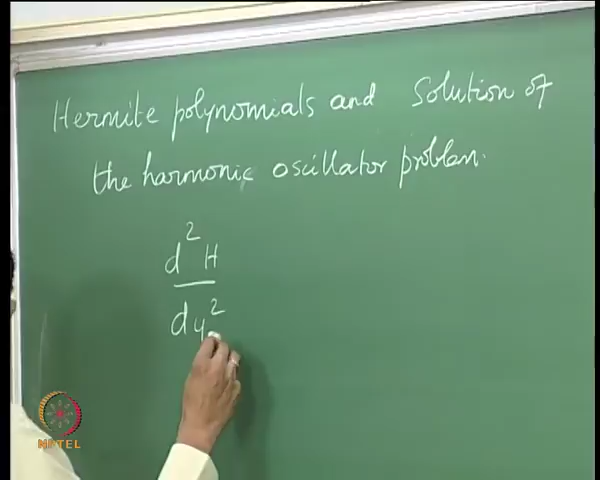 Hermite polynomials and Solution of
the harmonic oscillator problem.
d²H
dy²
NPTEL